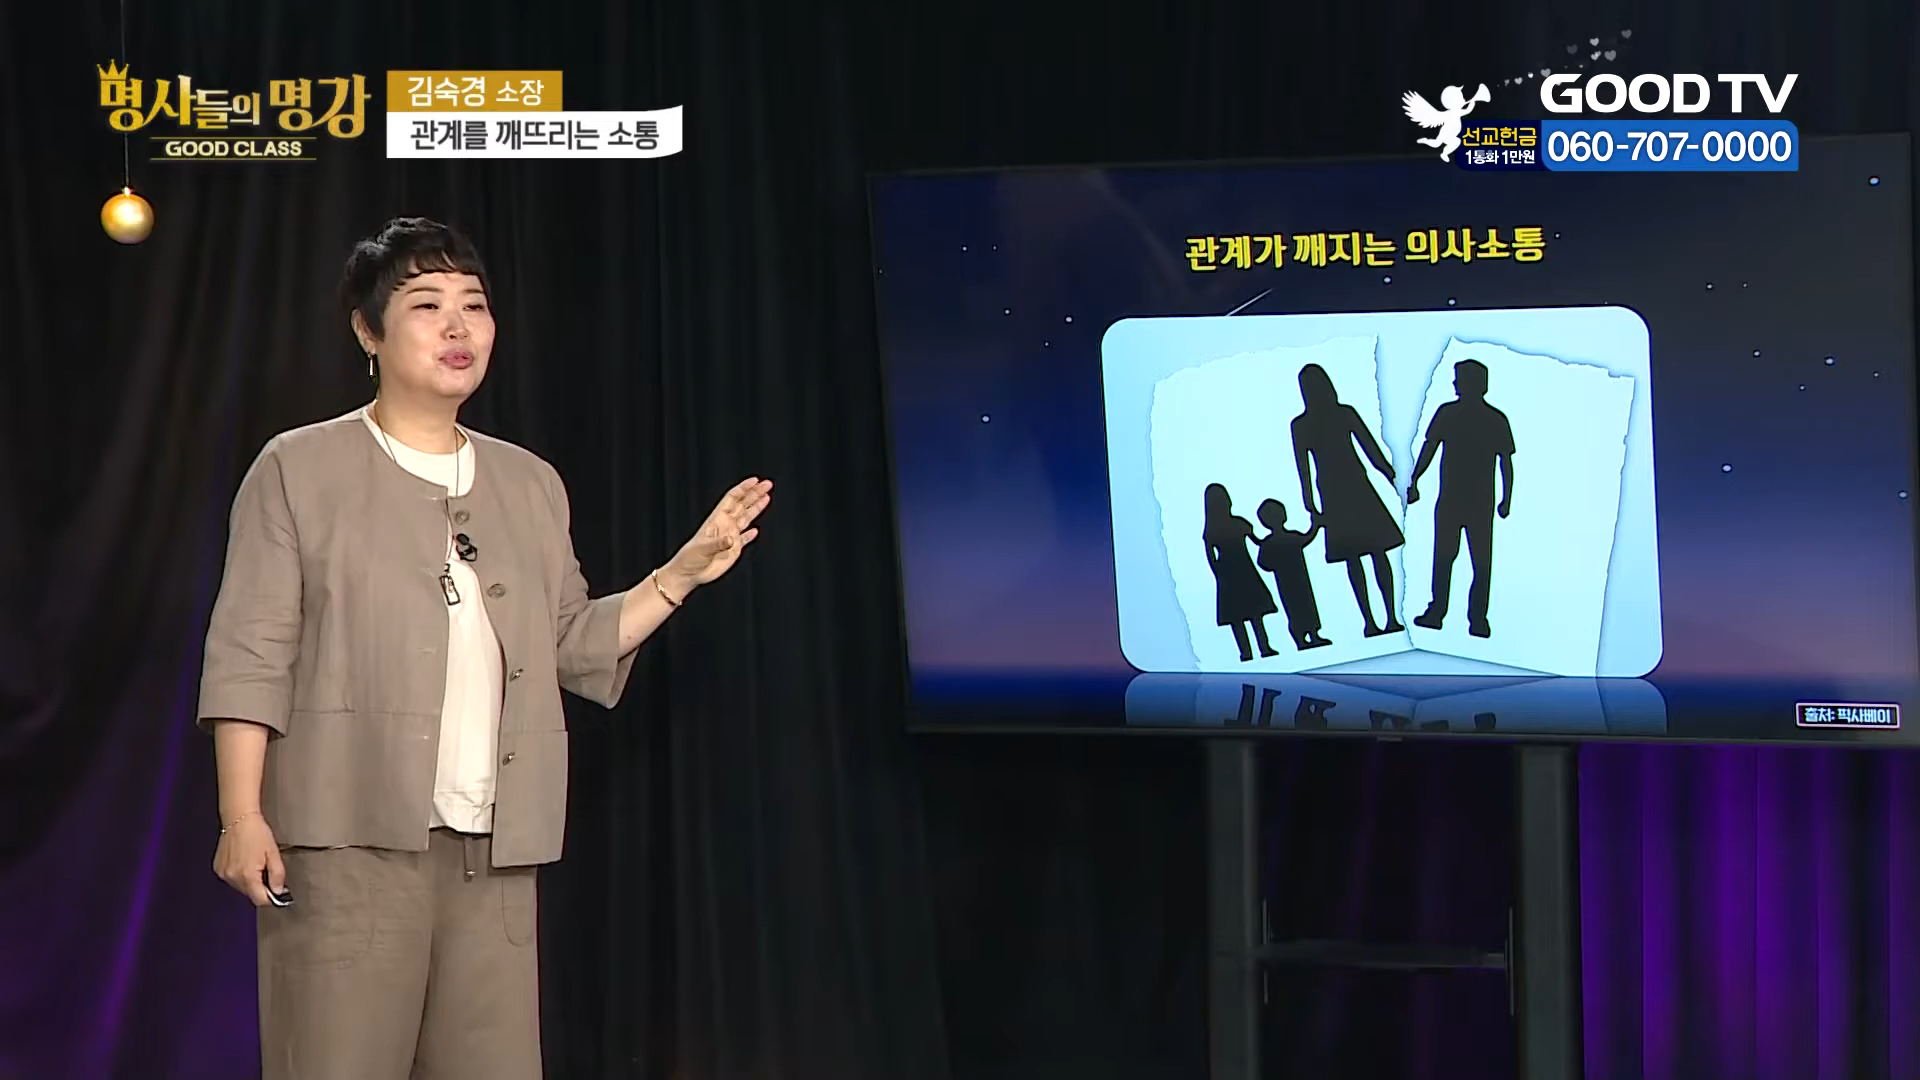 명사들의 명강
GOOD CLASS
김숙경 소장
관계를 깨뜨리는 소통
GOOD TV
선교헌금
1통화 1만원
060-707-0000
관계가 깨지는 의사소통
출처: 픽사베이